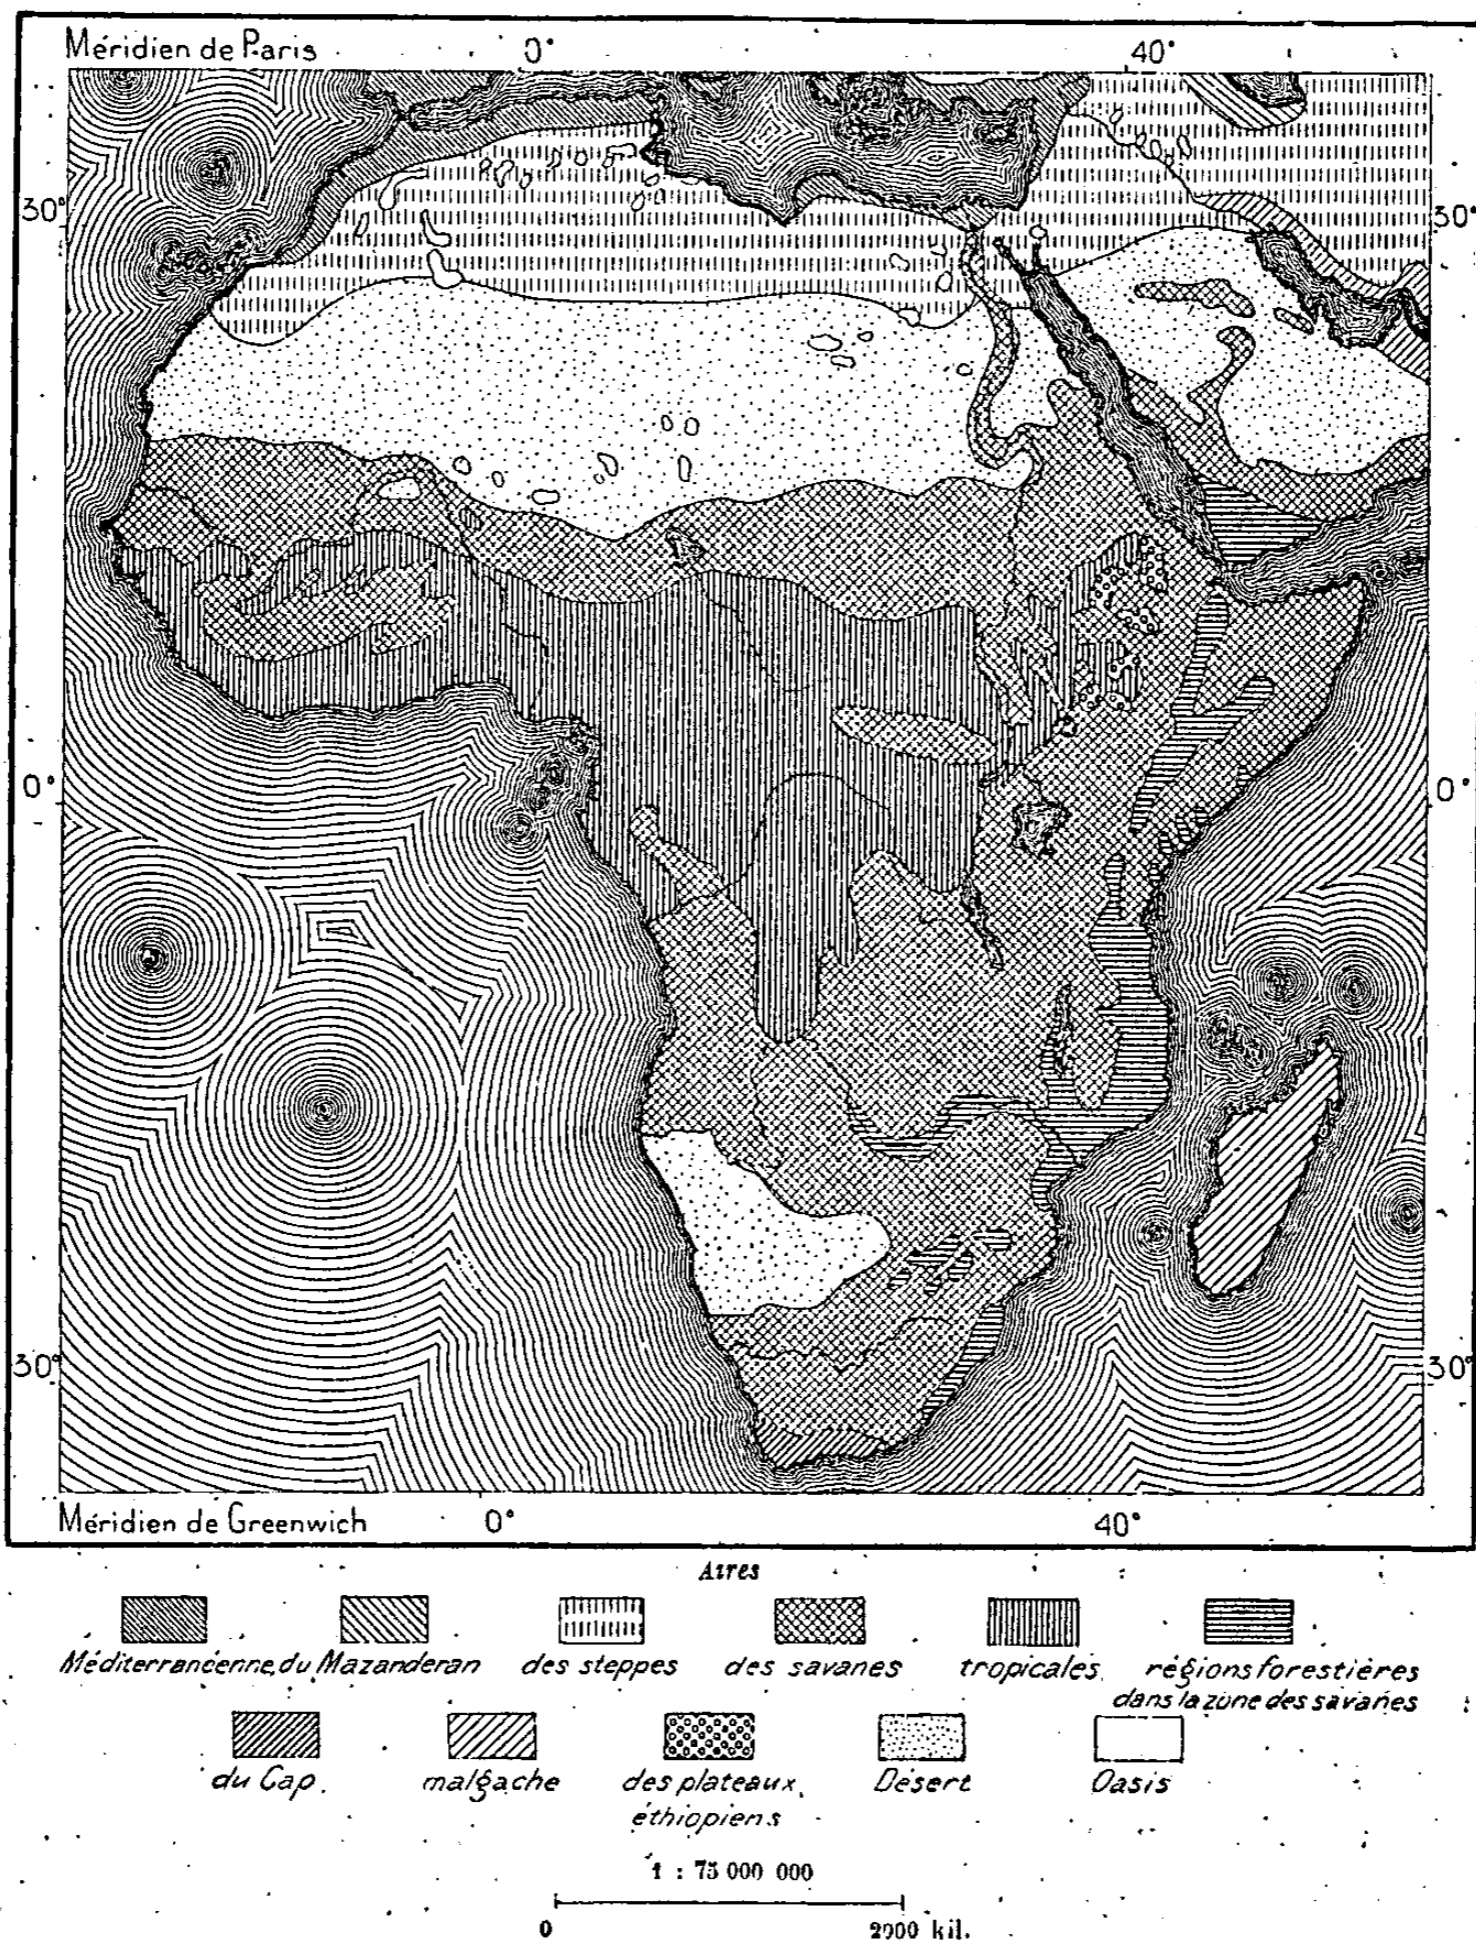 Méridien de Paris 0° 40°
30° 30°
0° 0°
30° 30°
Méridien de Greenwich 0° 40°
Aires
Méditerranéenne, du Mazanderan des steppes des savanes tropicales régions forestières
dans la zone des savanes
du Cap. malgache des plateaux Désert Oasis
éthiopiens
1 : 75 000 000
0 2000 kil.